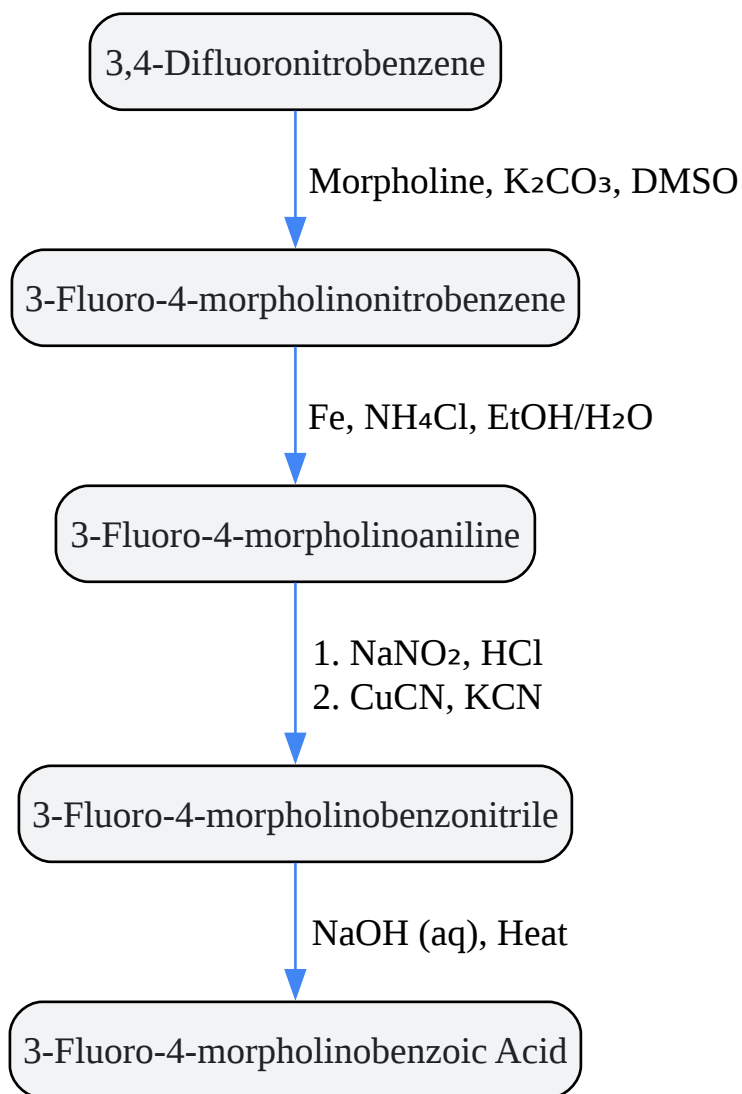 3,4-Difluoronitrobenzene
Morpholine, K₂CO₃, DMSO
3-Fluoro-4-morpholinonitrobenzene
Fe, NH₄Cl, EtOH/H₂O
3-Fluoro-4-morpholinoaniline
1. NaNO₂, HCl
2. CuCN, KCN
3-Fluoro-4-morpholinobenzonitrile
NaOH (aq), Heat
3-Fluoro-4-morpholinobenzoic Acid